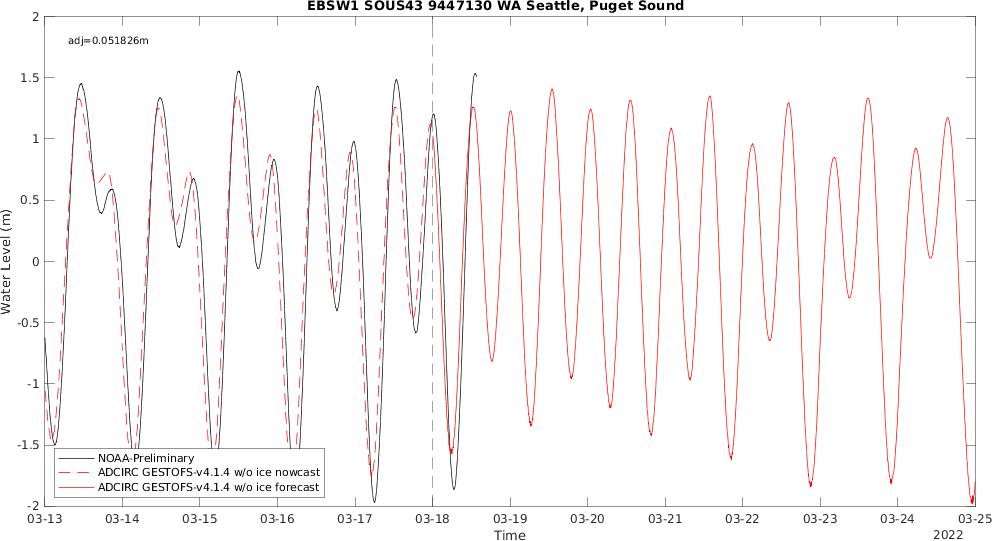 EBSW1 SOUS43 9447130 WA Seattle, Puget Sound
adj=0.051826m
2
1.5
1
0.5
0
-0.5
-1
-1.5
-2
Water Level (m)
NOAA-Preliminary
ADCIRC GESTOFS-v4.1.4 w/o ice nowcast
ADCIRC GESTOFS-v4.1.4 w/o ice forecast
03-13 03-14 03-15 03-16 03-17 03-18 03-19 03-20 03-21 03-22 03-23 03-24 03-25
Time
2022